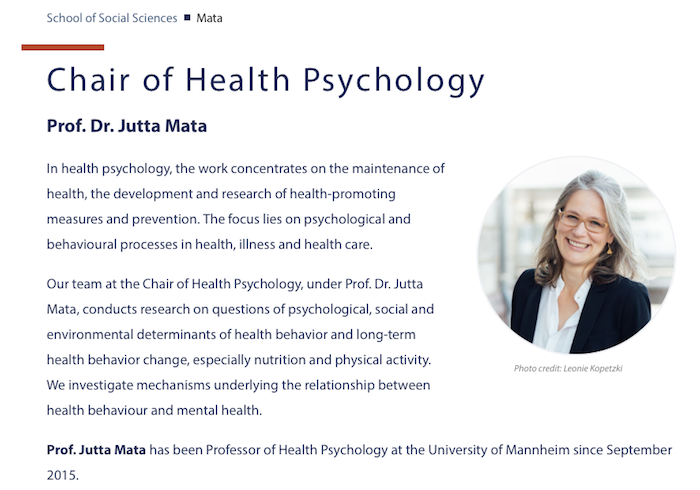 School of Social Sciences ■ Mata
Chair of Health Psychology
Prof. Dr. Jutta Mata
In health psychology, the work concentrates on the maintenance of
health, the development and research of health-promoting
measures and prevention. The focus lies on psychological and
behavioural processes in health, illness and health care.
Our team at the Chair of Health Psychology, under Prof. Dr. Jutta
Mata, conducts research on questions of psychological, social and
environmental determinants of health behavior and long-term
health behavior change, especially nutrition and physical activity.
We investigate mechanisms underlying the relationship between
health behaviour and mental health.
Photo credit: Leonie Kopetzki
Prof. Jutta Mata has been Professor of Health Psychology at the University of Mannheim since September
2015.